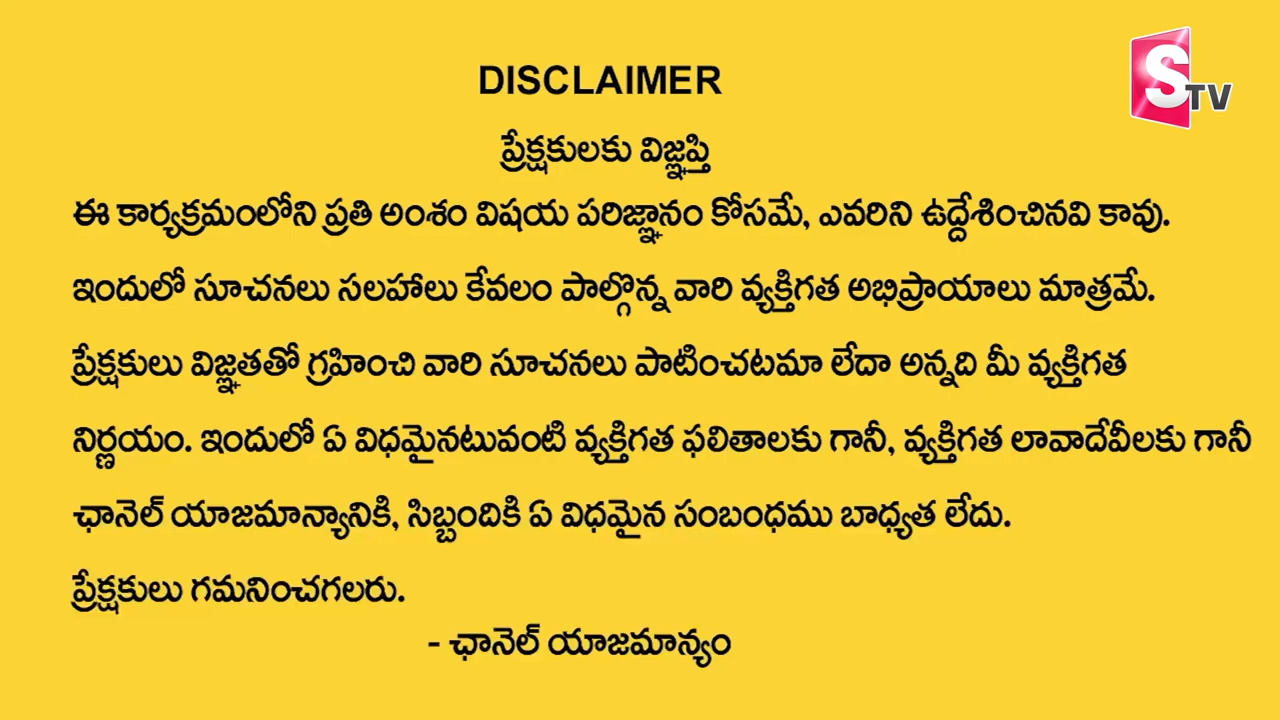 S TV
DISCLAIMER
ప్రేక్షకులకు విజ్ఞప్తి
ఈ కార్యక్రమంలోని ప్రతి అంశం విషయ పరిజ్ఞానం కోసమే, ఎవరిని ఉద్దేశించినవి కావు.
ఇందులో సూచనలు సలహాలు కేవలం పాల్గొన్న వారి వ్యక్తిగత అభిప్రాయాలు మాత్రమే.
ప్రేక్షకులు విజ్ఞతతో గ్రహించి వారి సూచనలు పాటించటమా లేదా అన్నది మీ వ్యక్తిగత
నిర్ణయం. ఇందులో ఏ విధమైనటువంటి వ్యక్తిగత ఫలితాలకు గానీ, వ్యక్తిగత లావాదేవీలకు గానీ
ఛానెల్ యాజమాన్యానికి, సిబ్బందికి ఏ విధమైన సంబంధము బాధ్యత లేదు.
ప్రేక్షకులు గమనించగలరు.
- ఛానెల్ యాజమాన్యం